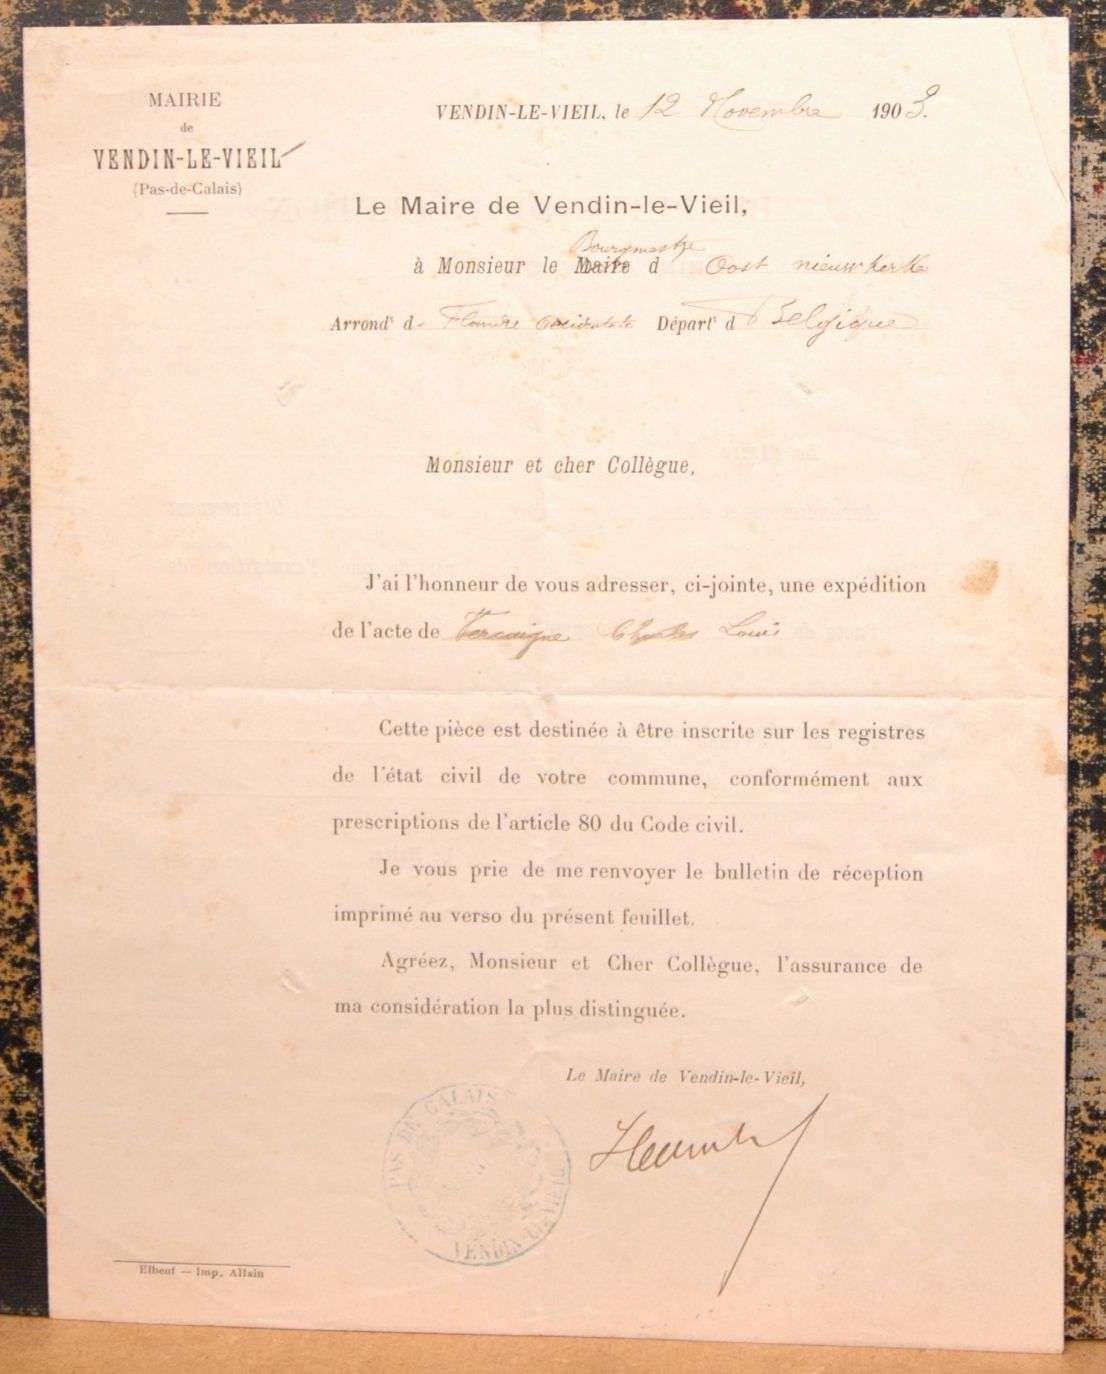 MAIRIE
de
VENDIN-LE-VIEIL
(Pas-de-Calais)
VENDIN-LE-VIEIL, le 12 Novembre 1903.
Le Maire de Vendin-le-Vieil,
Bourgmestre
à Monsieur le Maire d Oost nieuwkerke
Arrondt d Flandre occidentale Départt d Belgique
Monsieur et cher Collègue,
J'ai l'honneur de vous adresser, ci-jointe, une expédition
de l'acte de Charles Louis
Cette pièce est destinée à être inscrite sur les registres
de l'état civil de votre commune, conformément aux
prescriptions de l'article 80 du Code civil.
Je vous prie de me renvoyer le bulletin de réception
imprimé au verso du présent feuillet.
Agréez, Monsieur et Cher Collègue, l'assurance de
ma considération la plus distinguée.
Le Maire de Vendin-le-Vieil,
PAS DE CALAIS
VENDIN-LE-VIEIL
Elbeuf — Imp. Allain